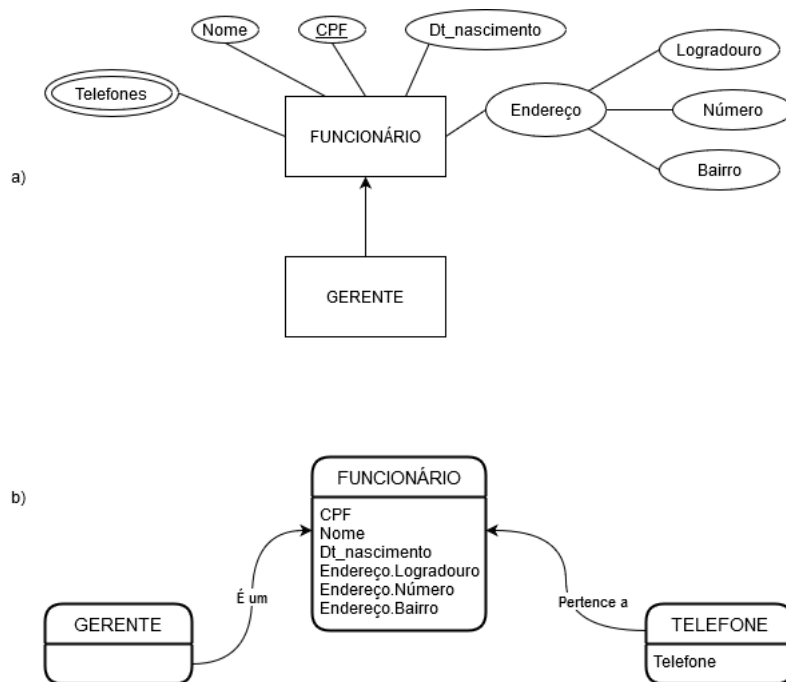 Nome
CPF
Dt_nascimento
Logradouro
Telefones
Endereço
Número
FUNCIONÁRIO
Bairro
a)
GERENTE
FUNCIONÁRIO
b)
CPF
Nome
Dt_nascimento
Endereço.Logradouro
Endereço.Número
Endereço.Bairro
É um
Pertence a
GERENTE
TELEFONE
Telefone